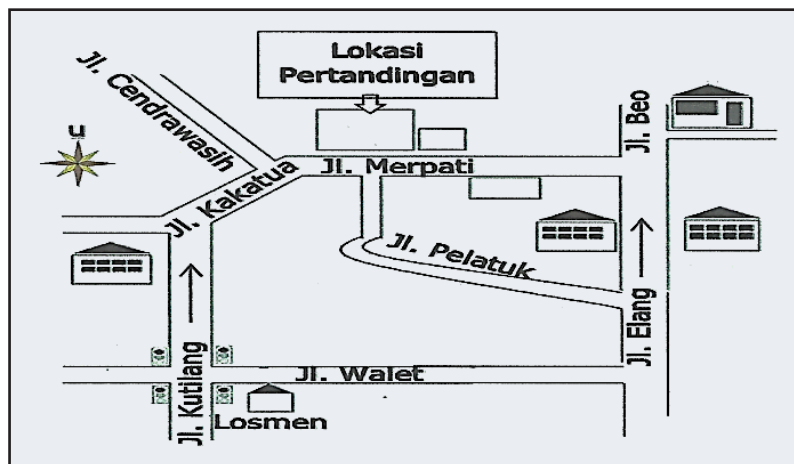 Lokasi
Pertandingan
Jl. Cendrawasih
Jl. Beo
u
Jl. Merpati
Jl. Kakatua
Jl. Pelatuk
Jl. Elang
Jl. Walet
Jl. Kutilang
Losmen